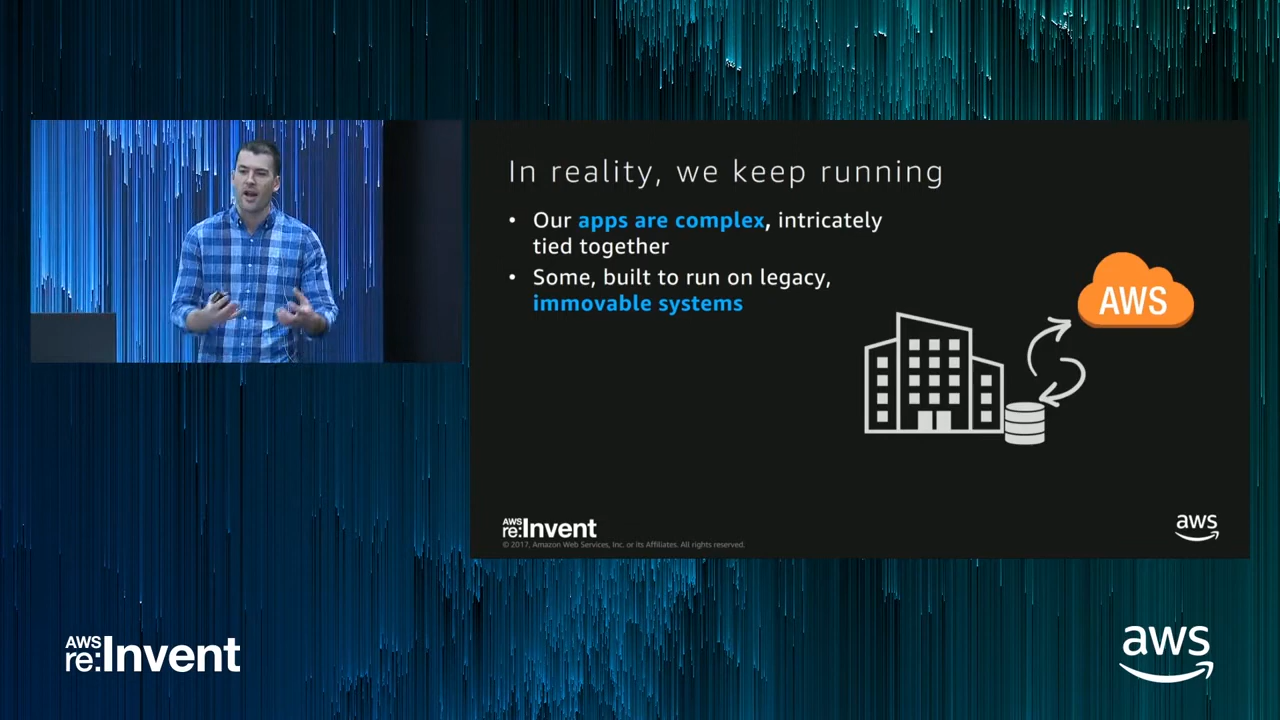 In reality, we keep running
• Our apps are complex, intricately
tied together
• Some, built to run on legacy,
immovable systems
AWS
AWS
re:Invent
© 2017, Amazon Web Services, Inc. or its Affiliates. All rights reserved.
aws
AWS
re:Invent
aws